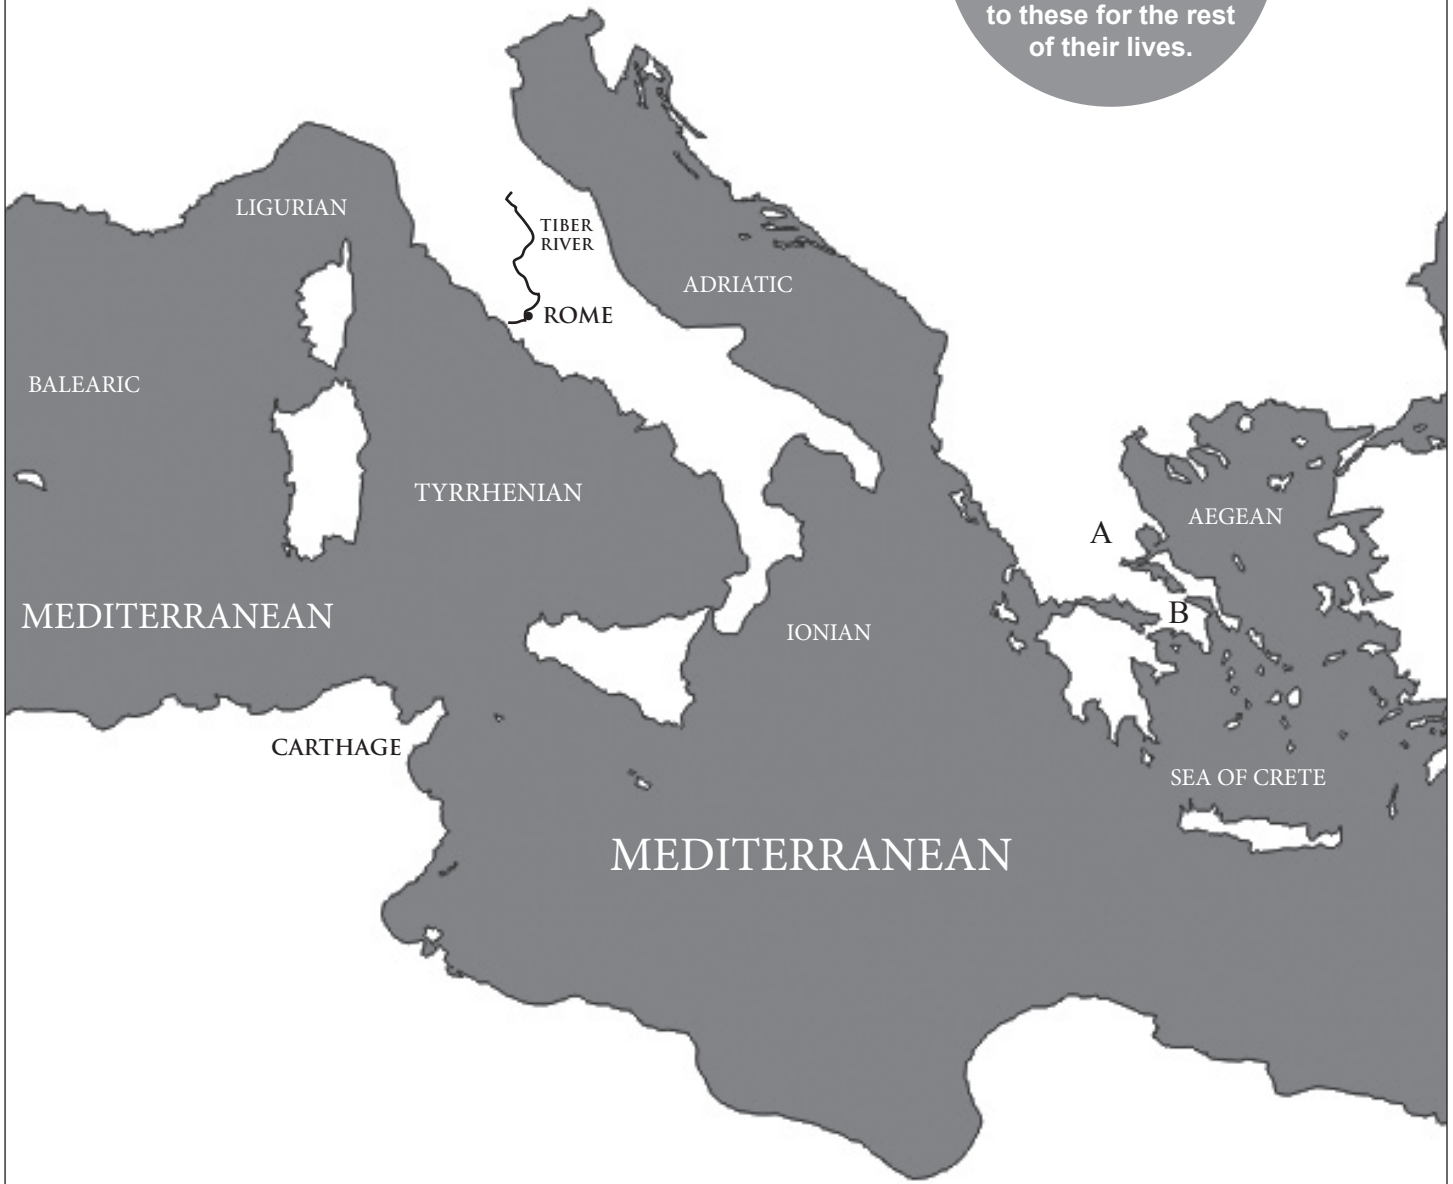 to these for the rest
of their lives.
LIGURIAN
TIBER
RIVER
ADRIATIC
ROME
BALEARIC
TYRRHENIAN
AEGEAN
A
MEDITERRANEAN
B
IONIAN
CARTHAGE
SEA OF CRETE
MEDITERRANEAN